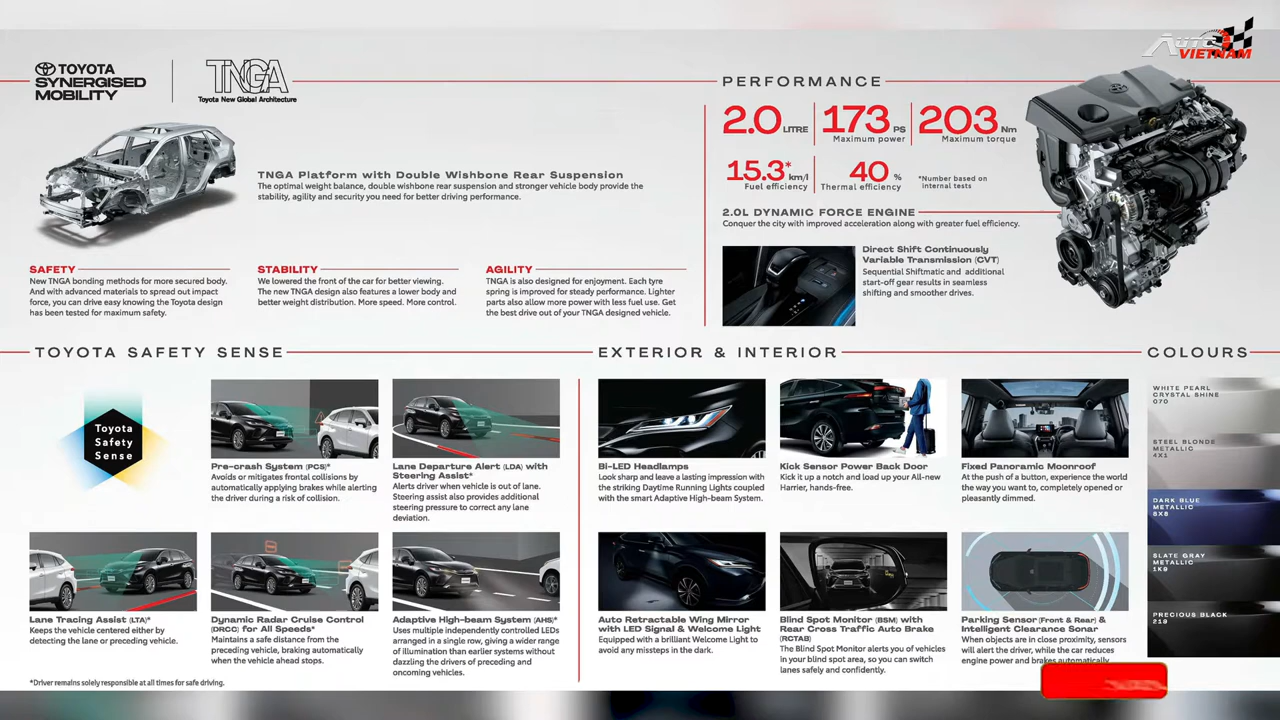 TOYOTA
SYNERGISED
MOBILITY
TNGA
Toyota New Global Architecture
AUTO
VIETNAM
TNGA Platform with Double Wishbone Rear Suspension
The optimal weight balance, double wishbone rear suspension and stronger vehicle body provide the
stability, agility and security you need for better driving performance.
SAFETY
New TNGA bonding methods for more secured body.
And with advanced materials to spread out impact
force, you can drive easy knowing the Toyota design
has been tested for maximum safety.
STABILITY
We lowered the front of the car for better viewing.
The new TNGA design also features a lower body and
better weight distribution. More speed. More control.
AGILITY
TNGA is also designed for enjoyment. Each tyre
spring is improved for steady performance. Lighter
parts also allow more power with less fuel use. Get
the best drive out of your TNGA designed vehicle.
PERFORMANCE
2.0 LITRE
173 PS
Maximum power
203 Nm
Maximum torque
15.3* km/l
Fuel efficiency
40 %
Thermal efficiency
*Number based on
internal tests
2.0L DYNAMIC FORCE ENGINE
Conquer the city with improved acceleration along with greater fuel efficiency.
Direct Shift Continuously
Variable Transmission (CVT)
Sequential Shiftmatic and additional
start-off gear results in seamless
shifting and smoother drives.
TOYOTA SAFETY SENSE
Toyota
Safety
Sense
Pre-crash System (PCS)*
Avoids or mitigates frontal collisions by
automatically applying brakes while alerting
the driver during a risk of collision.
Lane Departure Alert (LDA) with
Steering Assist*
Alerts driver when vehicle is out of lane.
Steering assist also provides additional
steering pressure to correct any lane
deviation.
Lane Tracing Assist (LTA)*
Keeps the vehicle centered either by
detecting the lane or preceding vehicle.
Dynamic Radar Cruise Control
(DRCC) for All Speeds*
Maintains a safe distance from the
preceding vehicle, braking automatically
when the vehicle ahead stops.
Adaptive High-beam System (AHS)*
Uses multiple independently controlled LEDs
arranged in a single row, giving a wider range
of illumination than earlier systems without
dazzling the drivers of preceding and
oncoming vehicles.
*Driver remains solely responsible at all times for safe driving.
EXTERIOR & INTERIOR
Bi-LED Headlamps
Look sharp and leave a lasting impression with
the striking Daytime Running Lights coupled
with the smart Adaptive High-beam System.
Kick Sensor Power Back Door
Kick it up a notch and load up your All-new
Harrier, hands-free.
Fixed Panoramic Moonroof
At the push of a button, experience the world
the way you want to, completely opened or
pleasantly dimmed.
Auto Retractable Wing Mirror
with LED Signal & Welcome Light
Equipped with a brilliant Welcome Light to
avoid any missteps in the dark.
Blind Spot Monitor (BSM) with
Rear Cross Traffic Auto Brake
(RCTAB)
The Blind Spot Monitor alerts you of vehicles
in your blind spot area, so you can switch
lanes safely and confidently.
Parking Sensor (Front & Rear) &
Intelligent Clearance Sonar
When objects are in close proximity, sensors
will alert the driver, while the car reduces
engine power and brakes automatically.
COLOURS
WHITE PEARL
CRYSTAL SHINE
070
STEEL BLONDE
METALLIC
4X1
DARK BLUE
METALLIC
8X8
SLATE GRAY
METALLIC
1K9
PRECIOUS BLACK
219